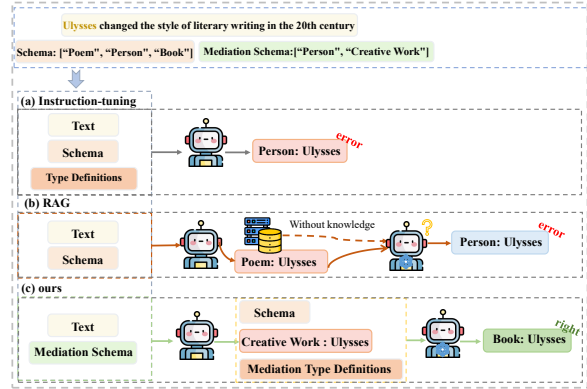 Ulysses changed the style of literary writing in the 20th century
Schema: ["Poem", "Person", "Book"] Mediation Schema:["Person", "Creative Work"]
(a) Instruction-tuning
Text
Schema
Type Definitions
Person: Ulysses
error
(b) RAG
Text
Schema
Without knowledge
Poem: Ulysses
?
Person: Ulysses
error
(c) ours
Text
Mediation Schema
Schema
Creative Work : Ulysses
Mediation Type Definitions
Book: Ulysses
right